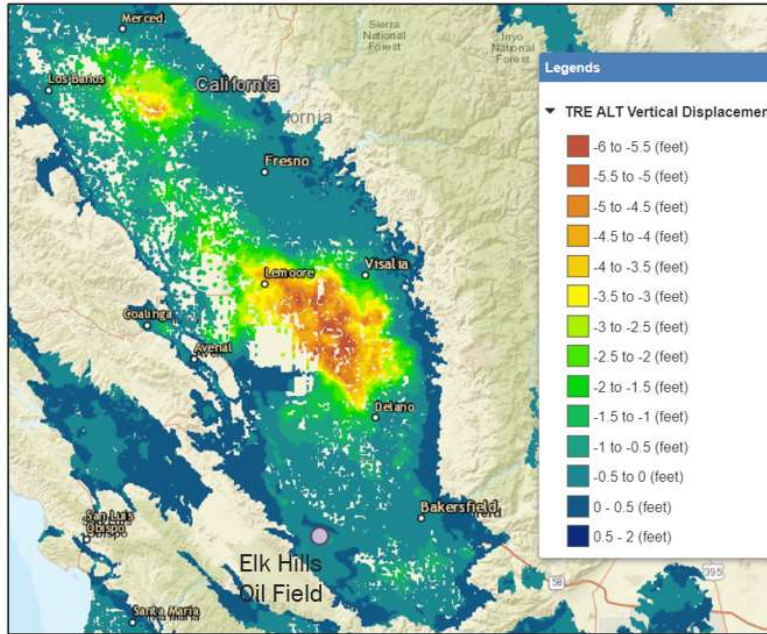 Merced
Sierra
National
Forest
Inyo
National
Forest
Los Banos
California
ifornia
Fresno
Lemoore
Visalia
Coalinga
Avenal
Delano
Bakersfield
San Luis
Obispo
Elk Hills
Oil Field
Santa Maria
58
395
Legends
TRE ALT Vertical Displacemen
-6 to -5.5 (feet)
-5.5 to -5 (feet)
-5 to -4.5 (feet)
-4.5 to -4 (feet)
-4 to -3.5 (feet)
-3.5 to -3 (feet)
-3 to -2.5 (feet)
-2.5 to -2 (feet)
-2 to -1.5 (feet)
-1.5 to -1 (feet)
-1 to -0.5 (feet)
-0.5 to 0 (feet)
0 - 0.5 (feet)
0.5 - 2 (feet)